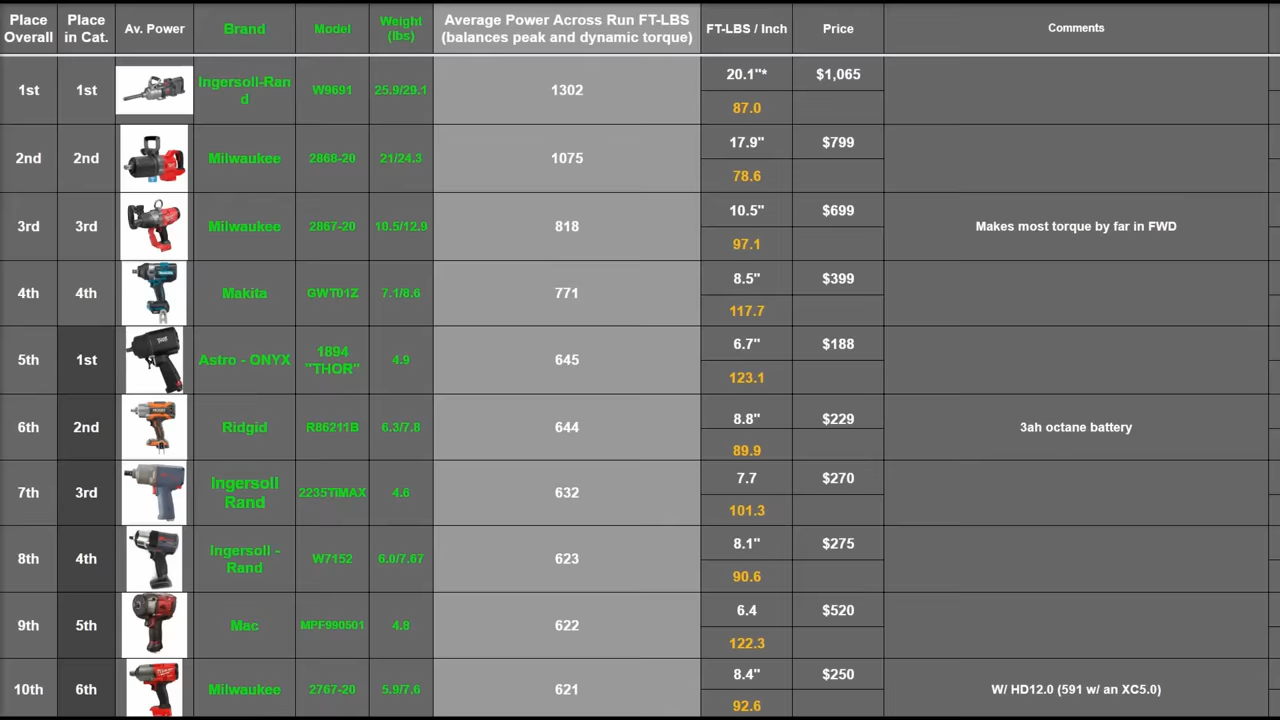 Place Overall
Place in Cat.
Av. Power
Brand
Model
Weight (lbs)
Average Power Across Run FT-LBS
(balances peak and dynamic torque)
FT-LBS / Inch
Price
Comments
1st 1st Ingersoll-Rand W9691 25.9/29.1 1302 20.1"* $1,065
87.0
2nd 2nd Milwaukee 2868-20 21/24.3 1075 17.9" $799
78.6
3rd 3rd Milwaukee 2867-20 10.5/12.9 818 10.5" $699 Makes most torque by far in FWD
97.1
4th 4th Makita GWT01Z 7.1/8.6 771 8.5" $399
117.7
5th 1st Astro - ONYX 1894 "THOR" 4.9 645 6.7" $188
123.1
6th 2nd Ridgid R86211B 6.3/7.8 644 8.8" $229 3ah octane battery
89.9
7th 3rd Ingersoll Rand 2235TiMAX 4.6 632 7.7 $270
101.3
8th 4th Ingersoll - Rand W7152 6.0/7.67 623 8.1" $275
90.6
9th 5th Mac MPF990501 4.8 622 6.4 $520
122.3
10th 6th Milwaukee 2767-20 5.9/7.6 621 8.4" $250 W/ HD12.0 (591 w/ an XC5.0)
92.6